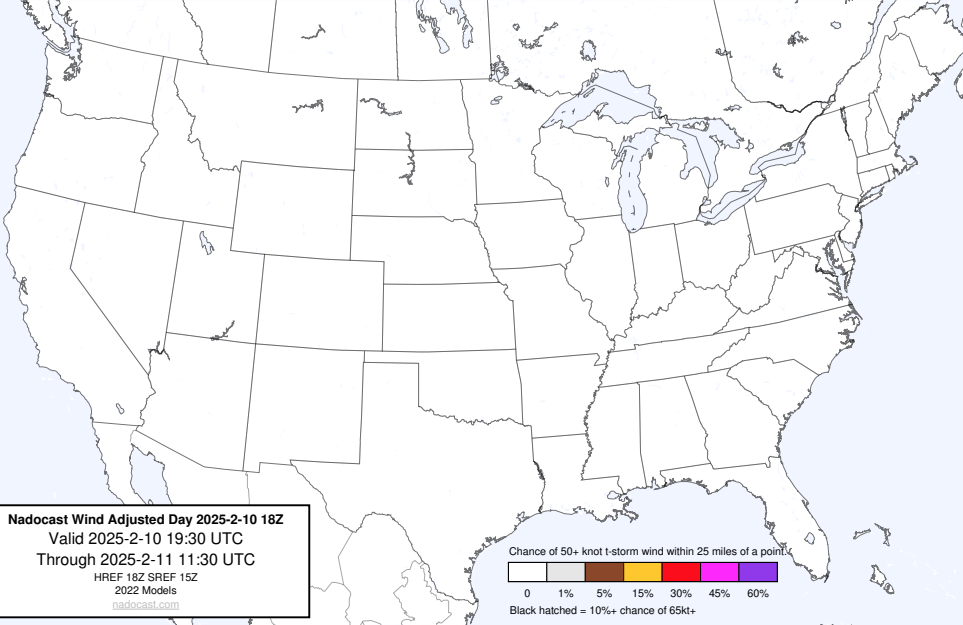 Nadocast Wind Adjusted Day 2025-2-10 18Z
Valid 2025-2-10 19:30 UTC
Through 2025-2-11 11:30 UTC
HREF 18Z SREF 15Z
2022 Models
nadocast.com
Chance of 50+ knot t-storm wind within 25 miles of a point.
0 1% 5% 15% 30% 45% 60%
Black hatched = 10%+ chance of 65kt+